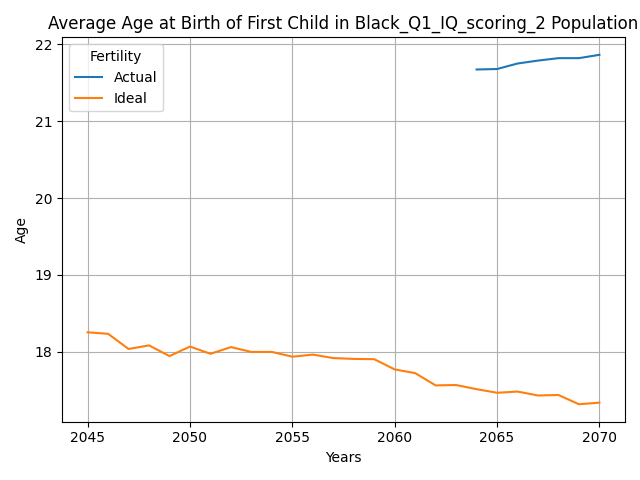 Average Age at Birth of First Child in Black_Q1_IQ_scoring_2 Population
Fertility
Actual
Ideal
22
21
20
19
18
Age
2045 2050 2055 2060 2065 2070
Years